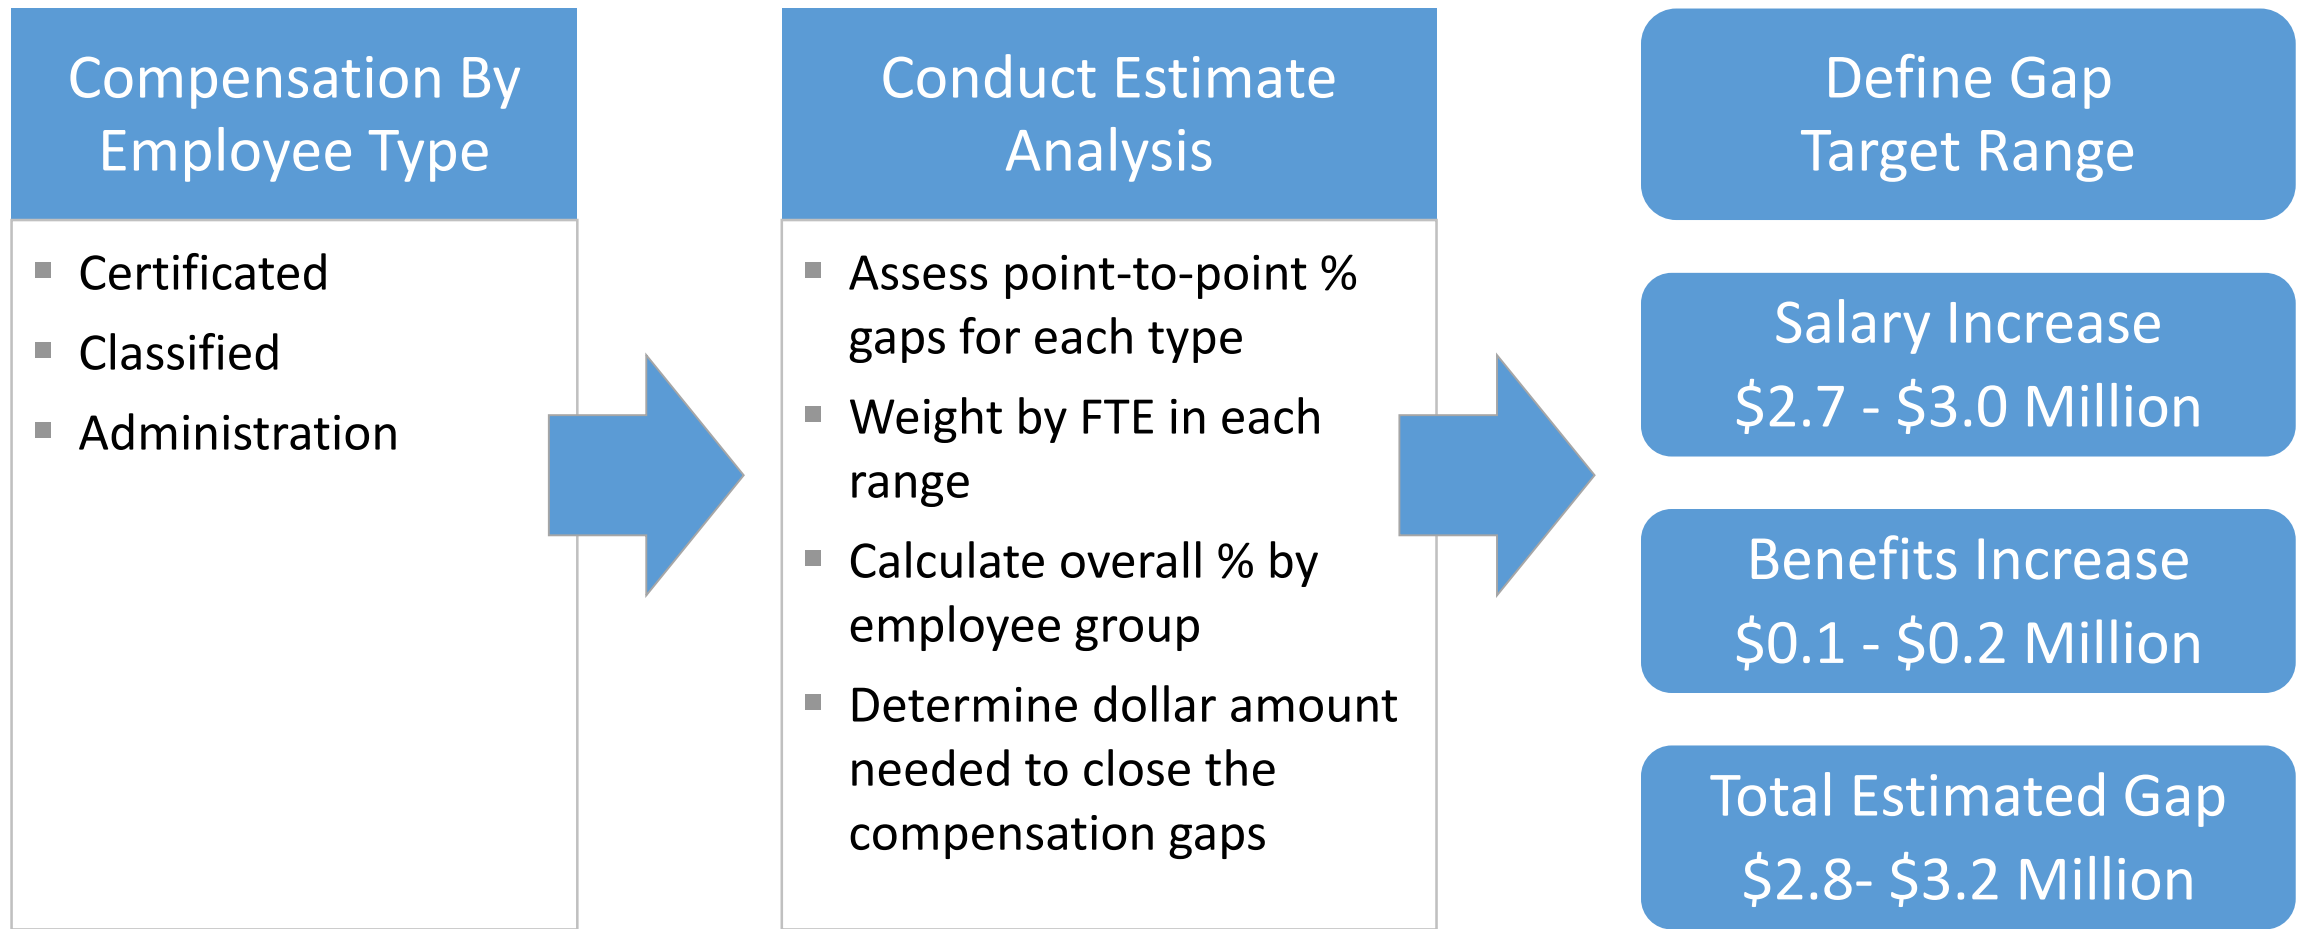 Compensation By
Employee Type
Certificated
Classified
Administration
Conduct Estimate
Analysis
Assess point-to-point %
gaps for each type
Weight by FTE in each
range
Calculate overall % by
employee group
Determine dollar amount
needed to close the
compensation gaps
Define Gap
Target Range
Salary Increase
$2.7 - $3.0 Million
Benefits Increase
$0.1 - $0.2 Million
Total Estimated Gap
$2.8- $3.2 Million